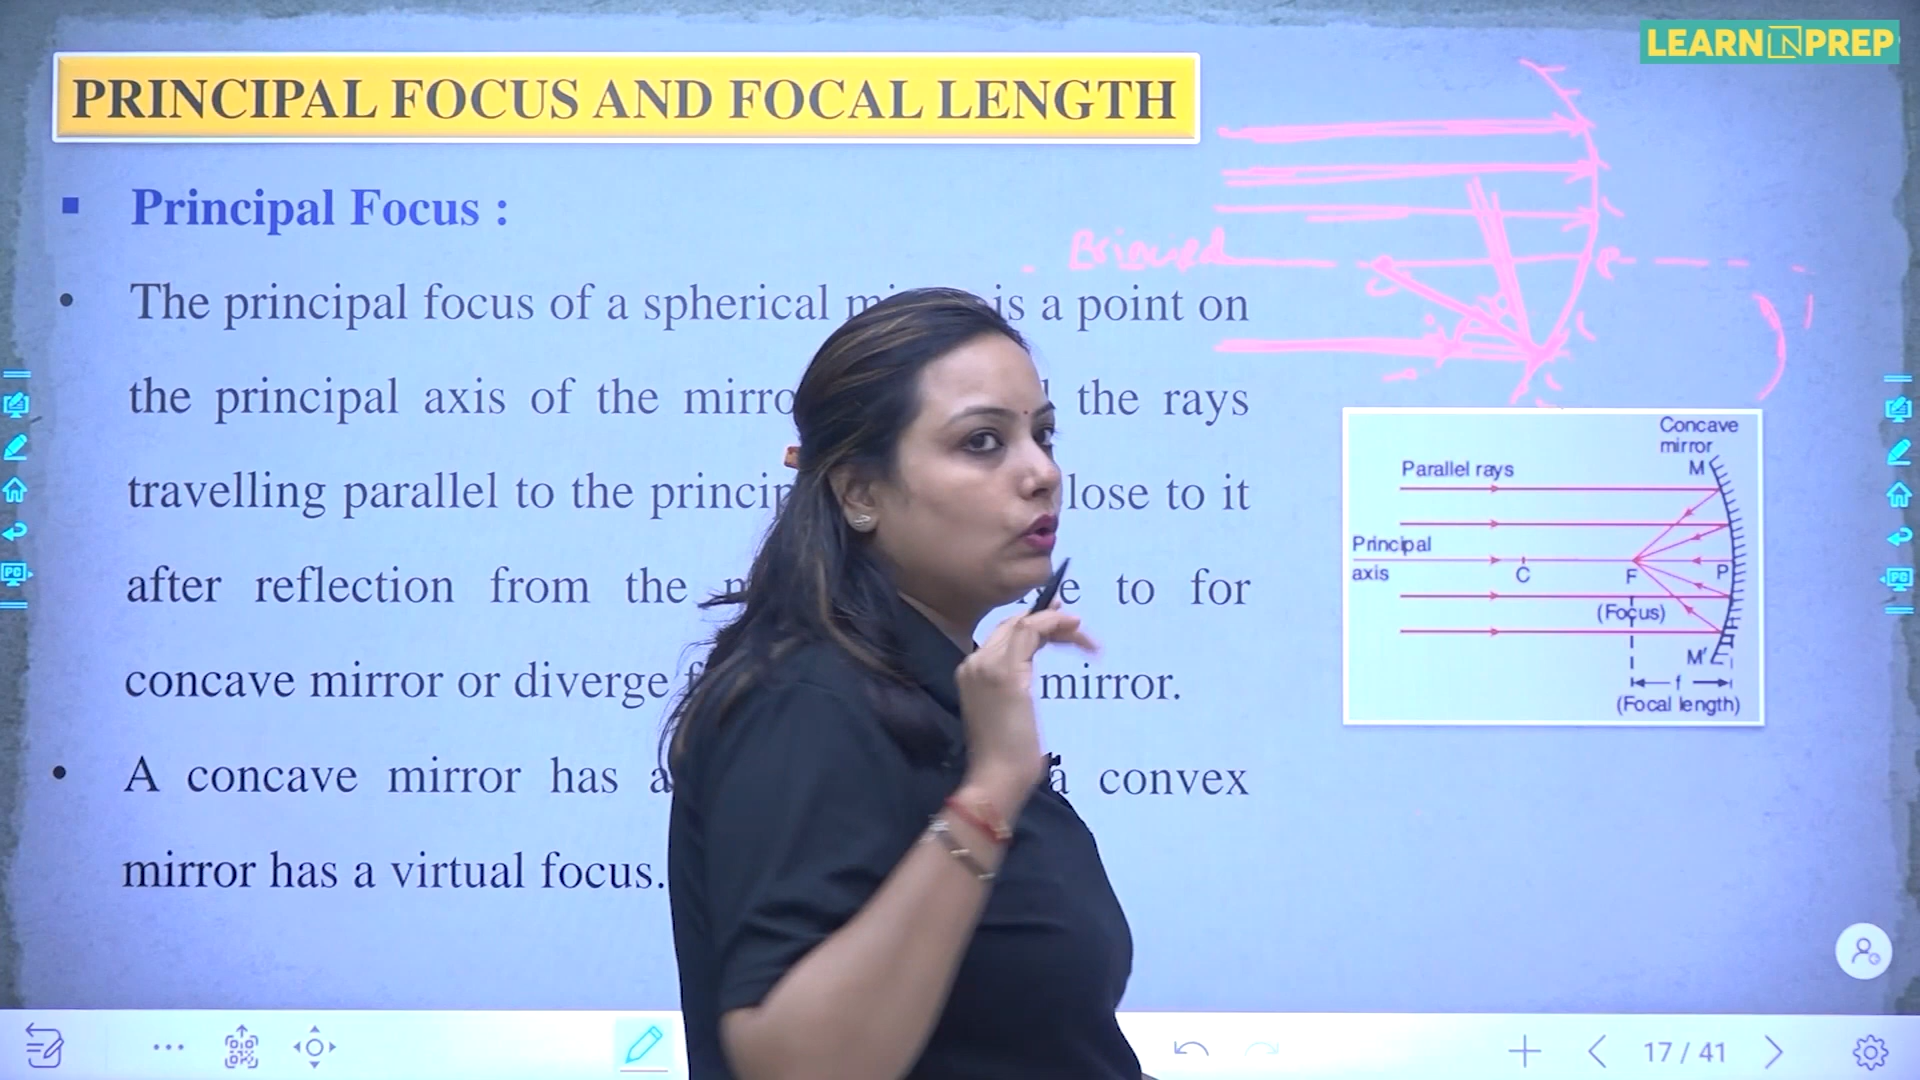 LEARN IN PREP
PRINCIPAL FOCUS AND FOCAL LENGTH
Principal Focus :
The principal focus of a spherical is a point on
the principal axis of the the rays
travelling parallel to the lose to it
after reflection from the to for
concave mirror or diverge mirror.
A concave mirror has a convex
mirror has a virtual focus.
P
C
Concave
mirror
M
Parallel rays
Principal
axis
C
F
P
(Focus)
M'
f
(Focal length)
PC
PC
17 / 41